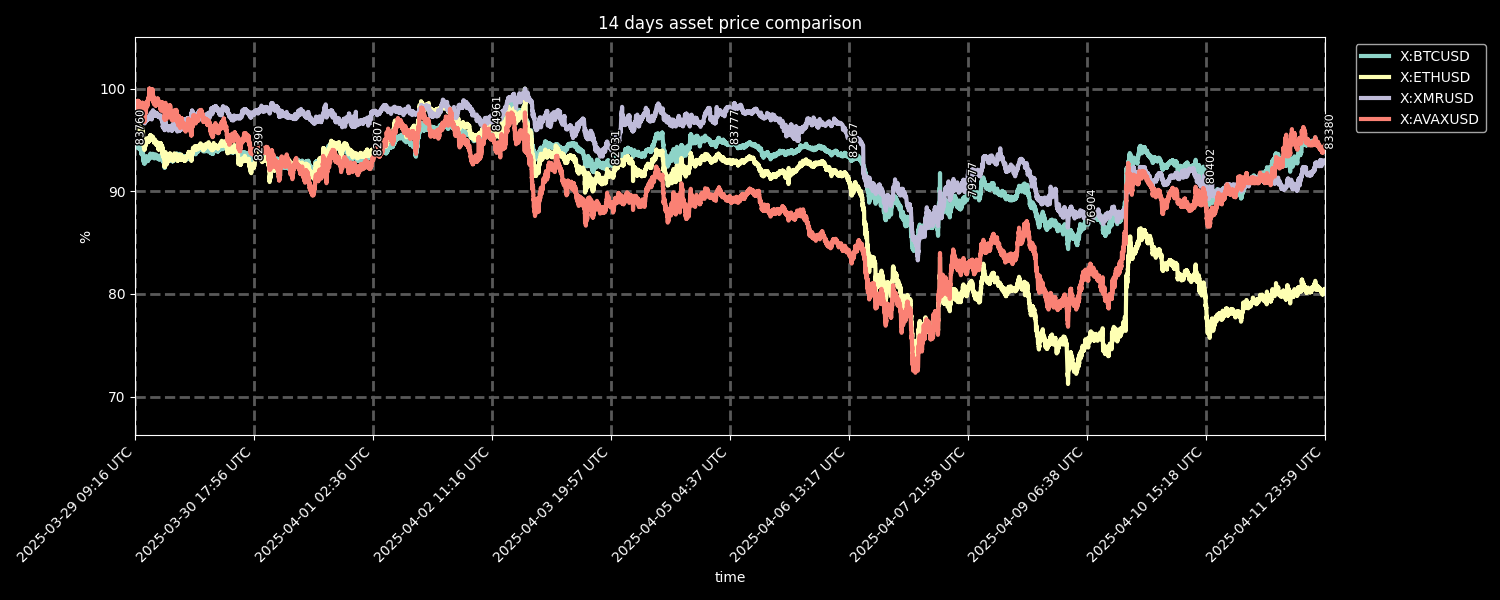 14 days asset price comparison
X:BTCUSD
X:ETHUSD
X:XMRUSD
X:AVAXUSD
100
90
80
70
%
83760
82390
82807
84961
82031
83777
82667
79277
76904
80402
83380
2025-03-29 09:16 UTC
2025-03-30 17:56 UTC
2025-04-01 02:36 UTC
2025-04-02 11:16 UTC
2025-04-03 19:57 UTC
2025-04-05 04:37 UTC
2025-04-06 13:17 UTC
2025-04-07 21:58 UTC
2025-04-09 06:38 UTC
2025-04-10 15:18 UTC
2025-04-11 23:59 UTC
time